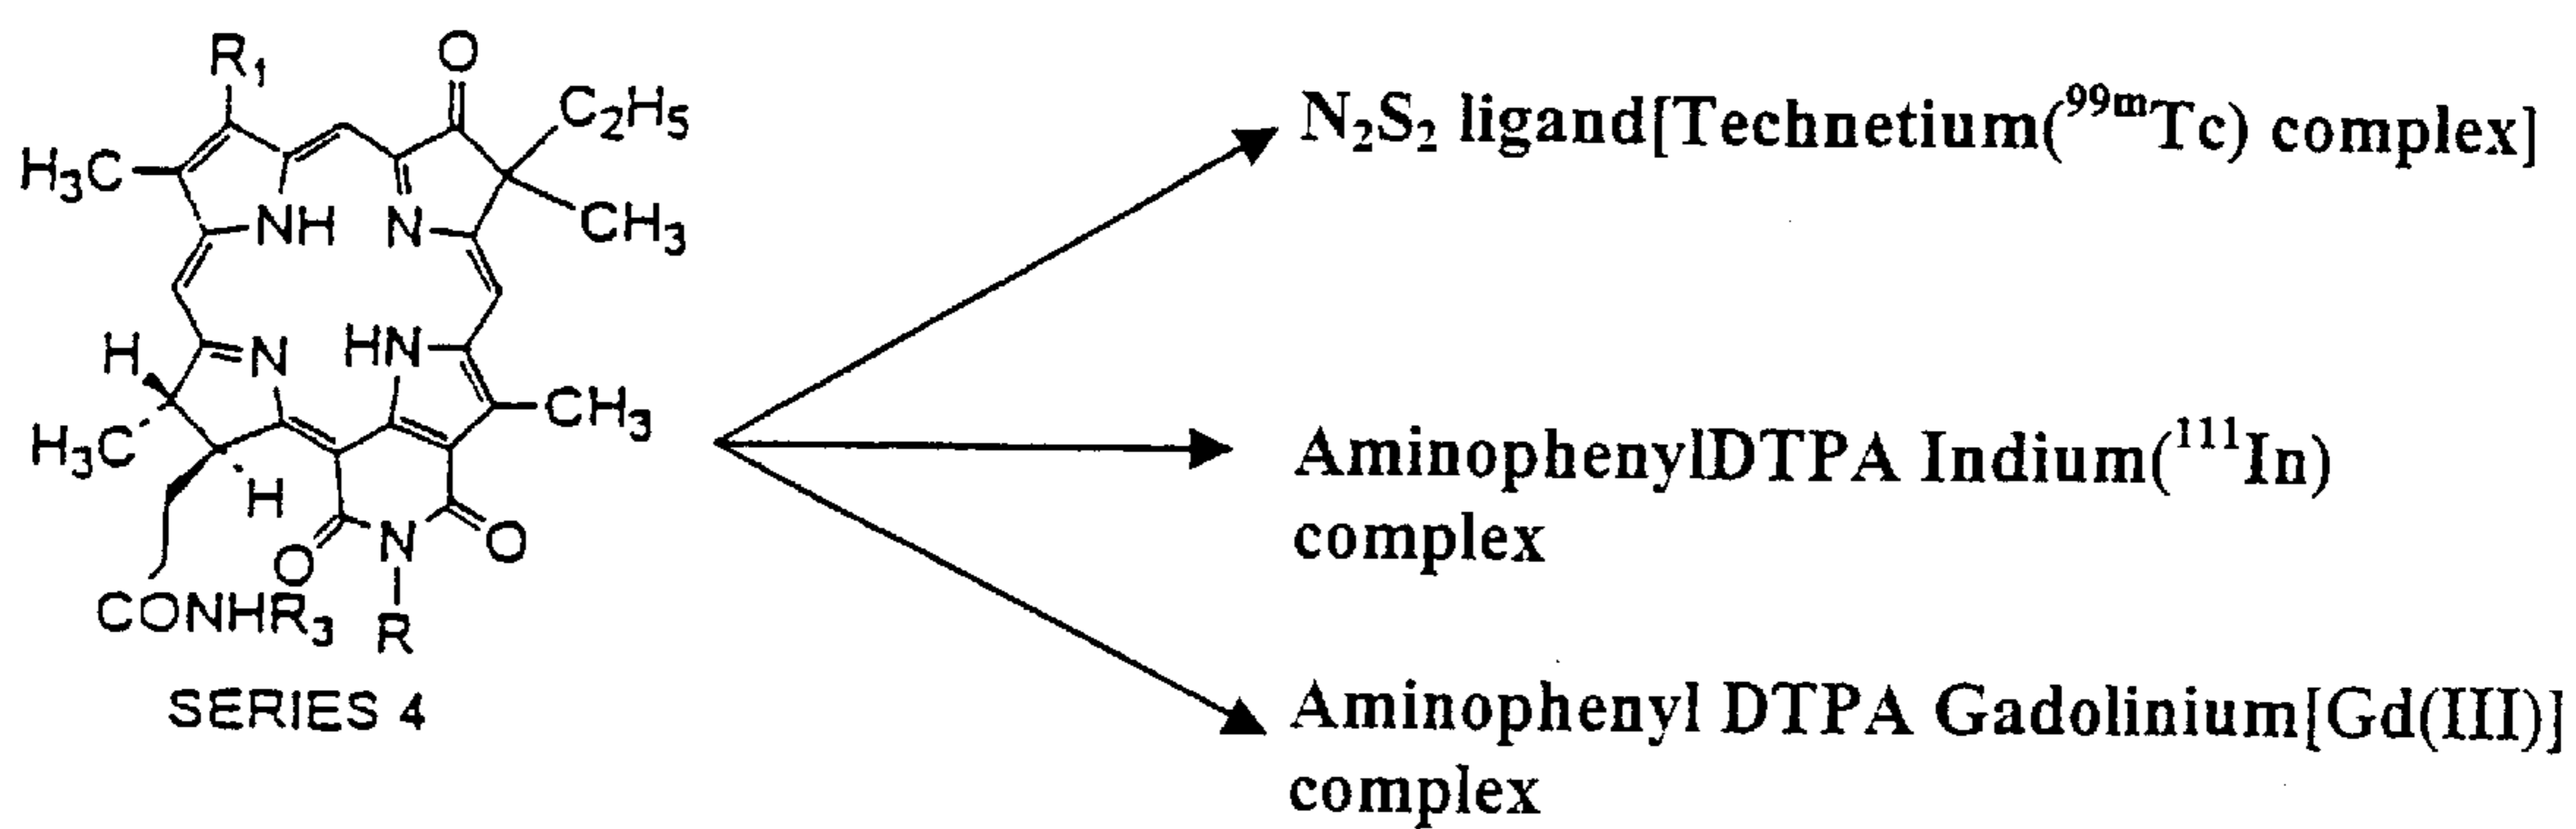 R₁
O
C₂H₅
H₃C
NH
N
CH₃
H
N
HN
H₃C
CH₃
H
O
N
O
CONHR₃
R
SERIES 4
N₂S₂ ligand[Technetium(⁹⁹ᵐTc) complex]
AminophenylDTPA Indium(¹¹¹In)
complex
Aminophenyl DTPA Gadolinium[Gd(III)]
complex